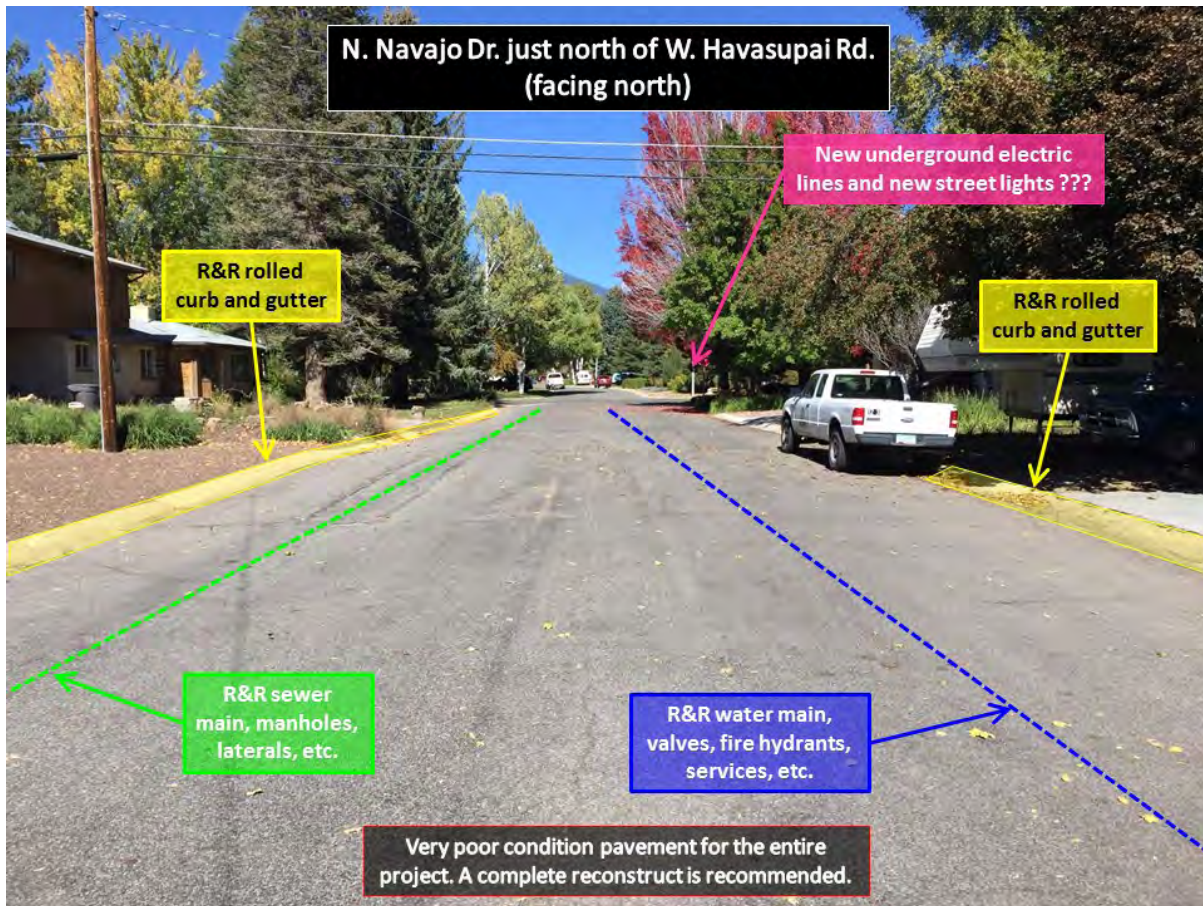 N. Navajo Dr. just north of W. Havasupai Rd.
(facing north)
New underground electric
lines and new street lights ???
R&R rolled
curb and gutter
R&R rolled
curb and gutter
R&R sewer
main, manholes,
laterals, etc.
R&R water main,
valves, fire hydrants,
services, etc.
Very poor condition pavement for the entire
project. A complete reconstruct is recommended.